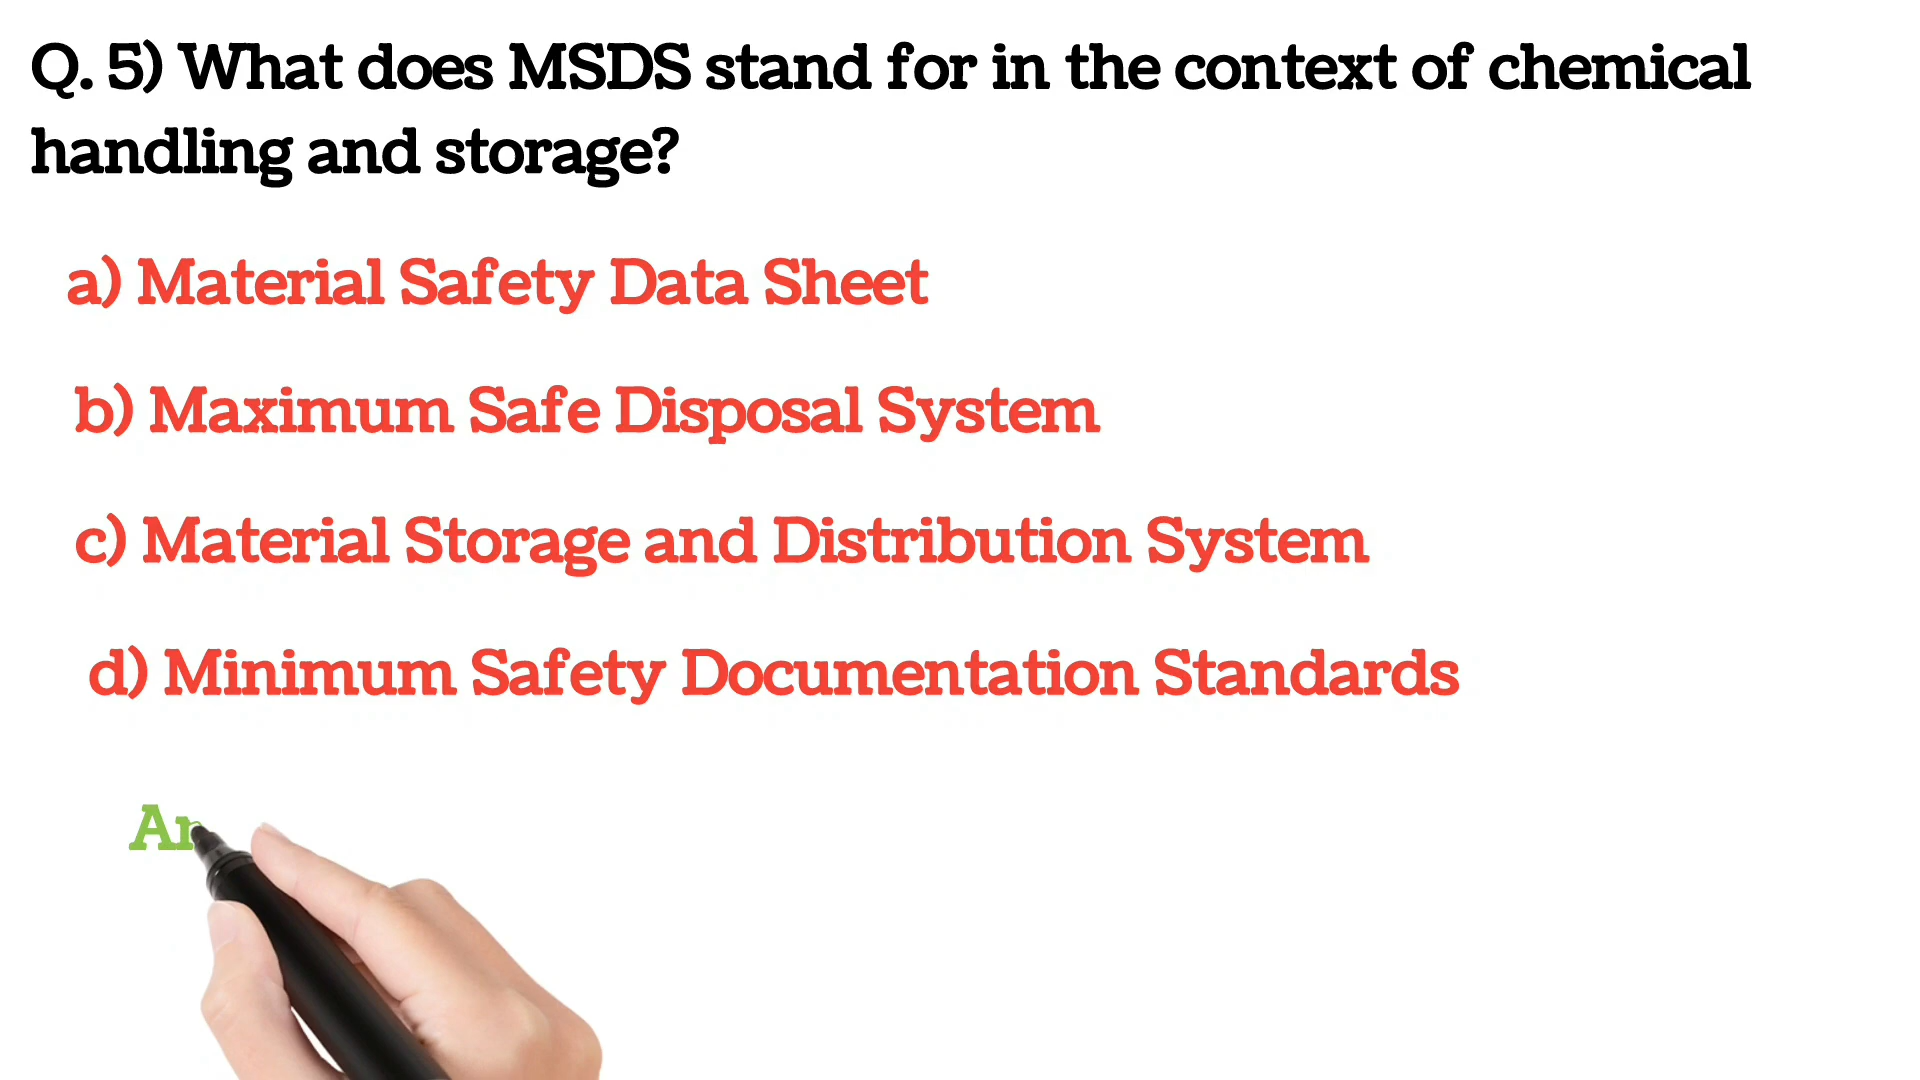 Q. 5) What does MSDS stand for in the context of chemical
handling and storage?
a) Material Safety Data Sheet
b) Maximum Safe Disposal System
c) Material Storage and Distribution System
d) Minimum Safety Documentation Standards